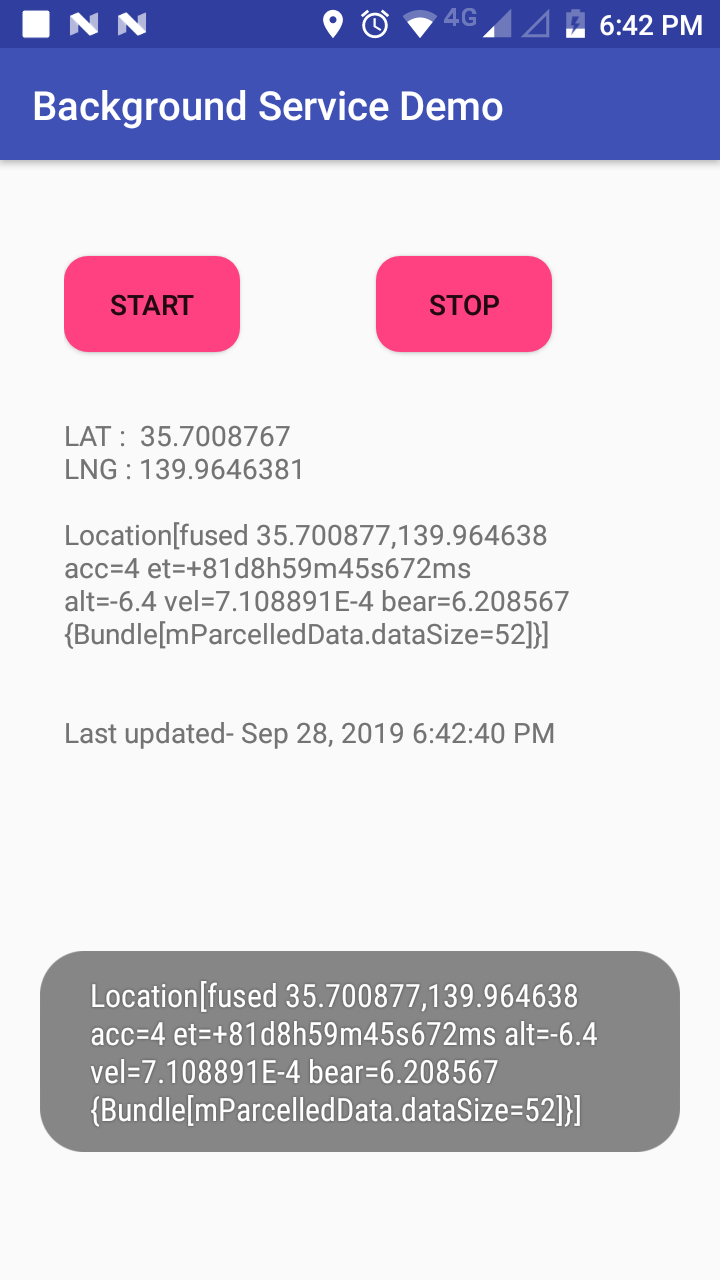 4G 6:42 PM
Background Service Demo
START STOP
LAT :  35.7008767
LNG : 139.9646381
Location[fused 35.700877,139.964638
acc=4 et=+81d8h59m45s672ms
alt=-6.4 vel=7.108891E-4 bear=6.208567
{Bundle[mParcelledData.dataSize=52]}]
Last updated- Sep 28, 2019 6:42:40 PM
Location[fused 35.700877,139.964638
acc=4 et=+81d8h59m45s672ms alt=-6.4
vel=7.108891E-4 bear=6.208567
{Bundle[mParcelledData.dataSize=52]}]